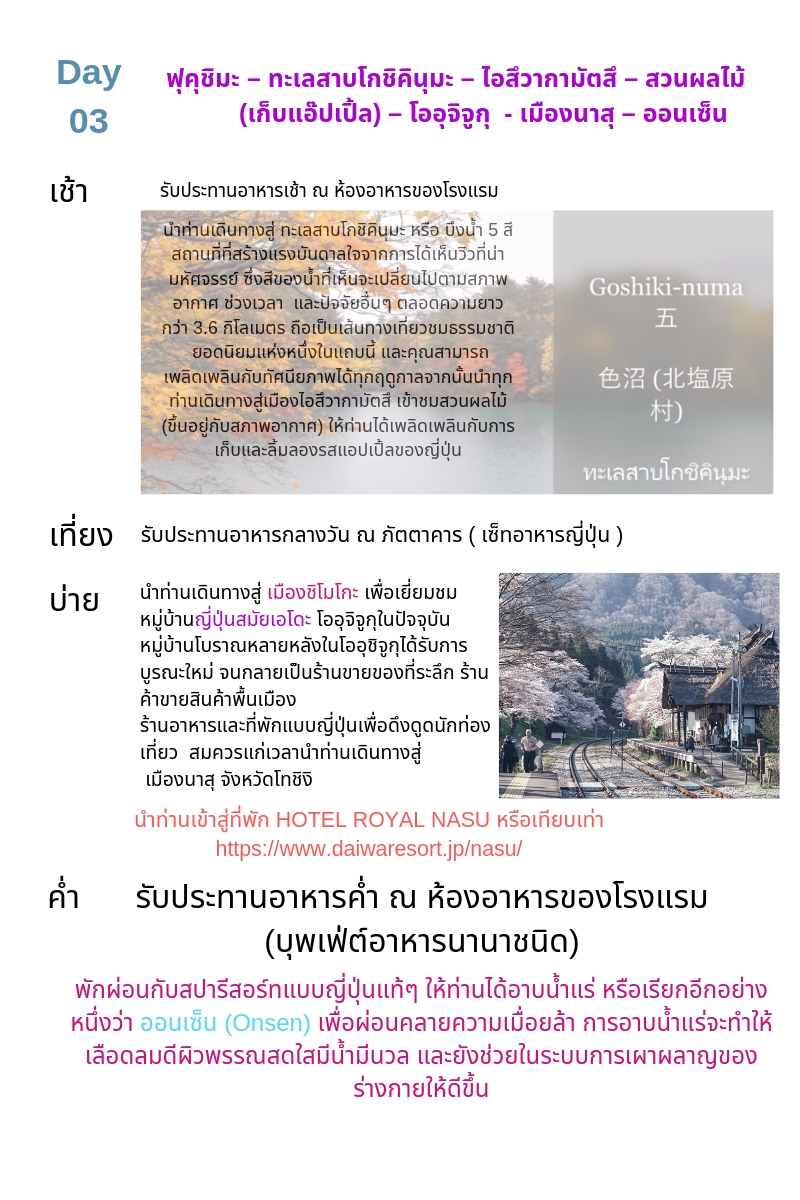 Day
03
ฟุคุชิมะ – ทะเลสาบโกชิคินุมะ – ไอสึวากามัตสึ – สวนผลไม้
(เก็บแอ๊ปเปิ้ล) – โออุจิจูกุ - เมืองนาสุ – ออนเซ็น
เช้า
รับประทานอาหารเช้า ณ ห้องอาหารของโรงแรม
นำท่านเดินทางสู่ ทะเลสาบโกชิคินุมะ หรือ บึงน้ำ 5 สี
สถานที่ที่สร้างแรงบันดาลใจจากการได้เห็นวิวที่น่า
มหัศจรรย์ ซึ่งสีของน้ำที่เห็นจะเปลี่ยนไปตามสภาพ
อากาศ ช่วงเวลา และปัจจัยอื่นๆ ตลอดความยาว
กว่า 3.6 กิโลเมตร ถือเป็นเส้นทางเที่ยวชมธรรมชาติ
ยอดนิยมแห่งหนึ่งในแถบนี้ และคุณสามารถ
เพลิดเพลินกับทัศนียภาพได้ทุกฤดูกาลจากนั้นนำทุก
ท่านเดินทางสู่เมืองไอสึวากามัตสึ เข้าชมสวนผลไม้
(ขึ้นอยู่กับสภาพอากาศ) ให้ท่านได้เพลิดเพลินกับการ
เก็บและลิ้มลองรสแอปเปิ้ลของญี่ปุ่น
Goshiki-numa
五
色沼 (北塩原
村)
ทะเลสาบโกชิคินุมะ
เที่ยง
รับประทานอาหารกลางวัน ณ ภัตตาคาร ( เซ็ทอาหารญี่ปุ่น )
บ่าย
นำท่านเดินทางสู่ เมืองชิโมโกะ เพื่อเยี่ยมชม
หมู่บ้านญี่ปุ่นสมัยเอโดะ โออุจิจูกุในปัจจุบัน
หมู่บ้านโบราณหลายหลังในโออุชิจูกุได้รับการ
บูรณะใหม่ จนกลายเป็นร้านขายของที่ระลึก ร้าน
ค้าขายสินค้าพื้นเมือง
ร้านอาหารและที่พักแบบญี่ปุ่นเพื่อดึงดูดนักท่อง
เที่ยว สมควรแก่เวลานำท่านเดินทางสู่
เมืองนาสุ จังหวัดโทชิงิ
นำท่านเข้าสู่ที่พัก HOTEL ROYAL NASU หรือเทียบเท่า
https://www.daiwaresort.jp/nasu/
ค่ำ
รับประทานอาหารค่ำ ณ ห้องอาหารของโรงแรม
(บุพเฟ่ต์อาหารนานาชนิด)
พักผ่อนกับสปารีสอร์ทแบบญี่ปุ่นแท้ๆ ให้ท่านได้อาบน้ำแร่ หรือเรียกอีกอย่าง
หนึ่งว่า ออนเซ็น (Onsen) เพื่อผ่อนคลายความเมื่อยล้า การอาบน้ำแร่จะทำให้
เลือดลมดีผิวพรรณสดใสมีน้ำมีนวล และยังช่วยในระบบการเผาผลาญของ
ร่างกายให้ดีขึ้น